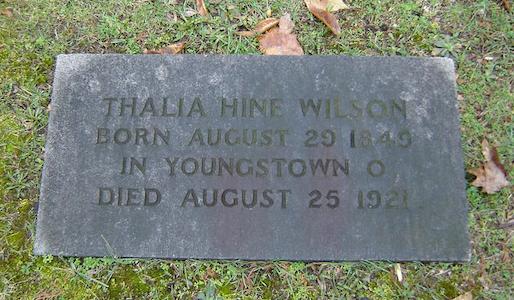 THALIA HINE WILSON
BORN AUGUST 29 1849
IN YOUNGSTOWN O
DIED AUGUST 25 1921